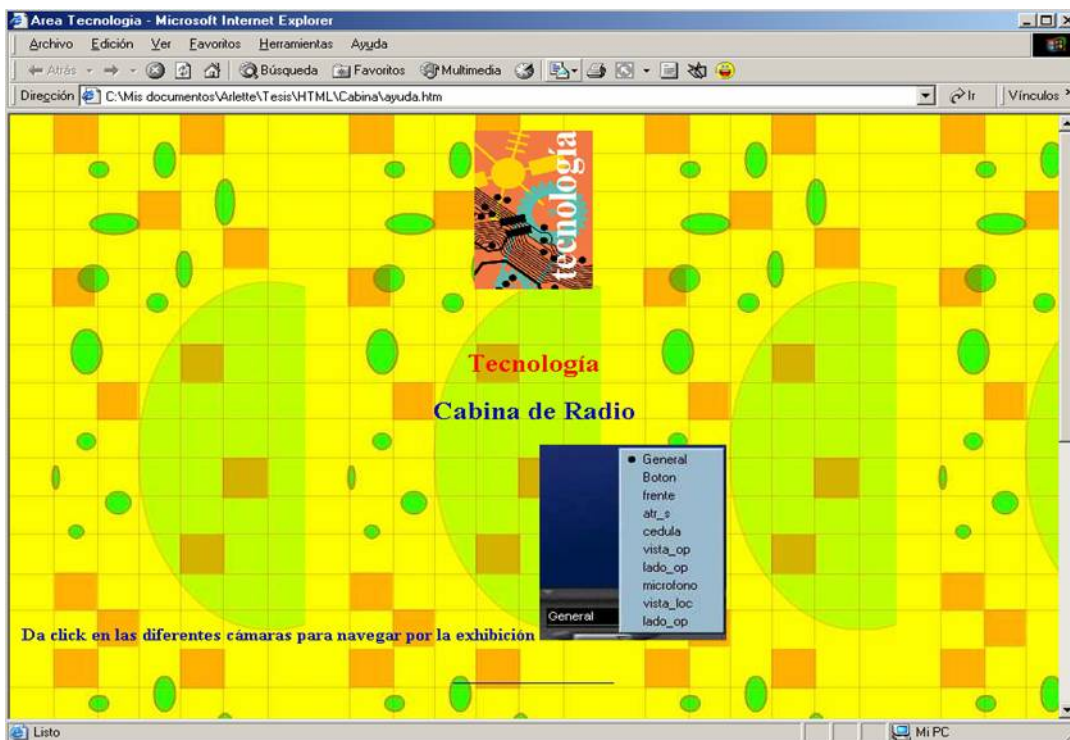 Area Tecnologia - Microsoft Internet Explorer
Archivo Edición Ver Favoritos Herramientas Ayuda
Atrás Búsqueda Favoritos Multimedia
Dirección C:\Mis documentos\Arlette\Tesis\HTML\Cabina\ayuda.htm Ir Vínculos
tecnología
Tecnología
Cabina de Radio
General
Boton
frente
atr_s
cedula
vista_op
lado_op
microfono
vista_loc
lado_op
General
Da click en las diferentes cámaras para navegar por la exhibición
Listo Mi PC